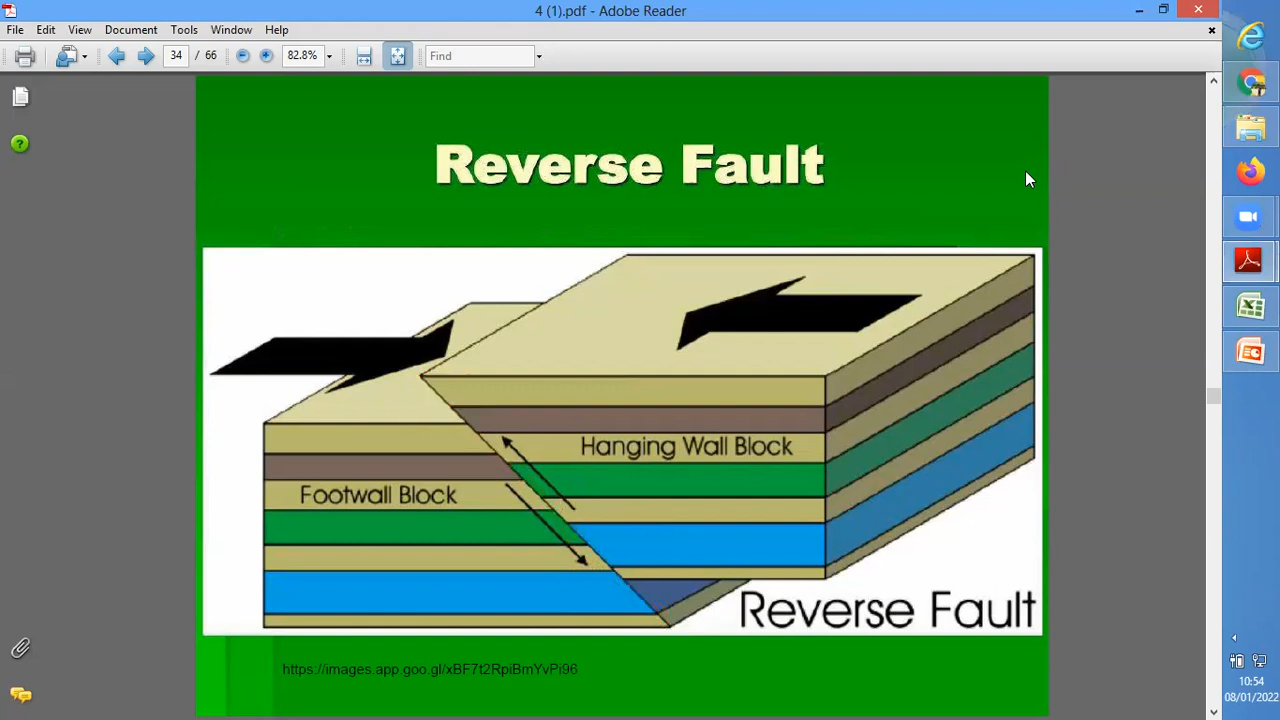 4 (1).pdf - Adobe Reader
File Edit View Document Tools Window Help
34 / 66 82.8% Find
Reverse Fault
Hanging Wall Block
Footwall Block
Reverse Fault
https://images.app.goo.gl/xBF7t2RpiBmYvPi96
10:54
08/01/2022